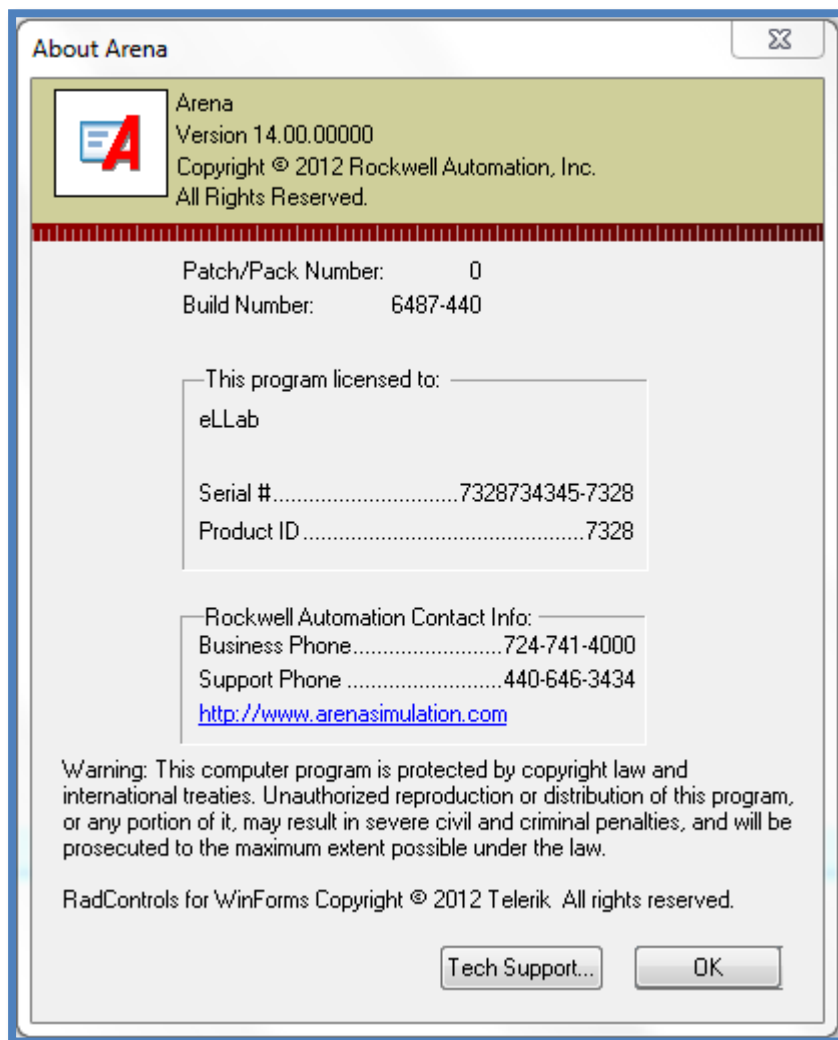 About Arena
Arena
Version 14.00.00000
Copyright © 2012 Rockwell Automation, Inc.
All Rights Reserved.
Patch/Pack Number: 0
Build Number: 6487-440
This program licensed to:
eLLab
Serial #...............................7328734345-7328
Product ID...............................................7328
Rockwell Automation Contact Info:
Business Phone.........................724-741-4000
Support Phone ..........................440-646-3434
http://www.arenasimulation.com
Warning: This computer program is protected by copyright law and
international treaties. Unauthorized reproduction or distribution of this program,
or any portion of it, may result in severe civil and criminal penalties, and will be
prosecuted to the maximum extent possible under the law.
RadControls for WinForms Copyright © 2012 Telerik All rights reserved.
Tech Support... OK